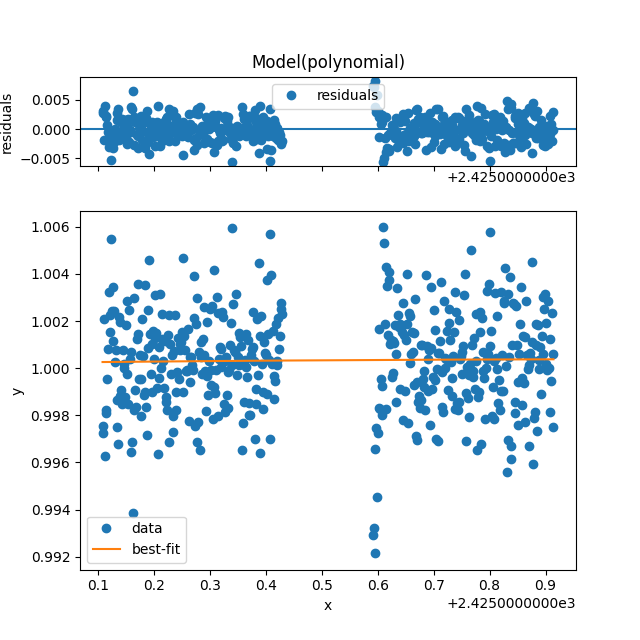 Model(polynomial)
residuals
0.005
0.000
−0.005
residuals
+2.4250000000e3
1.006
1.004
1.002
1.000
0.998
0.996
0.994
0.992
y
data
best-fit
0.1 0.2 0.3 0.4 0.5 0.6 0.7 0.8 0.9
x
+2.4250000000e3